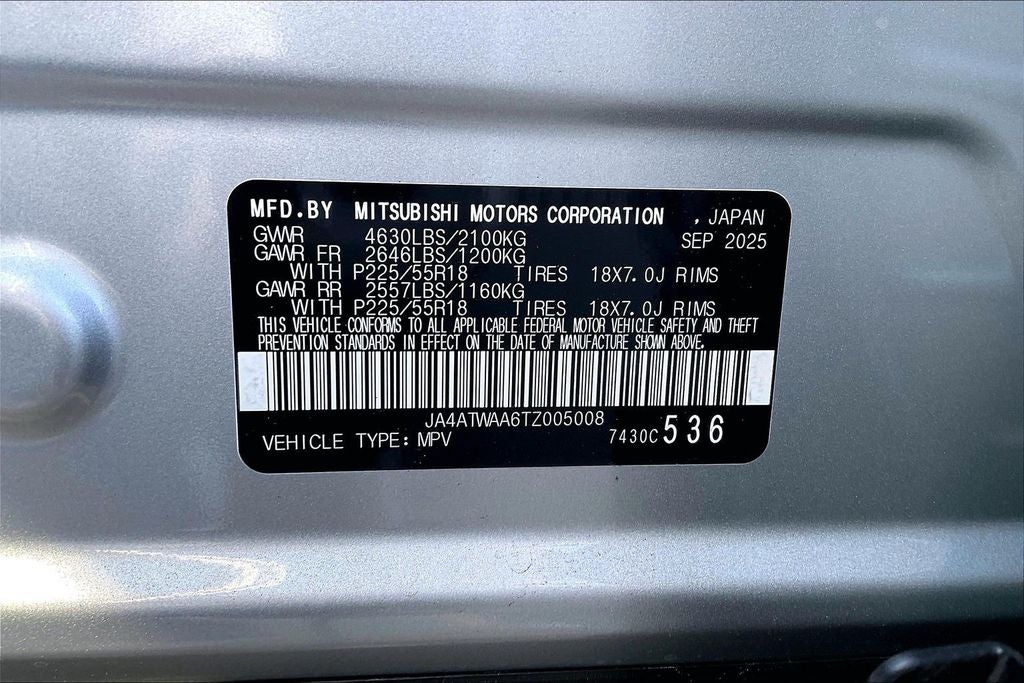 MFD.BY MITSUBISHI MOTORS CORPORATION , JAPAN
GVWR 4630LBS/2100KG SEP 2025
GAWR FR 2646LBS/1200KG
WITH P225/55R18 TIRES 18X7.0J RIMS
GAWR RR 2557LBS/1160KG
WITH P225/55R18 TIRES 18X7.0J RIMS
THIS VEHICLE CONFORMS TO ALL APPLICABLE FEDERAL MOTOR VEHICLE SAFETY AND THEFT
PREVENTION STANDARDS IN EFFECT ON THE DATE OF MANUFACTURE SHOWN ABOVE.
JA4ATWAA6TZ005008
VEHICLE TYPE: MPV 7430C 536